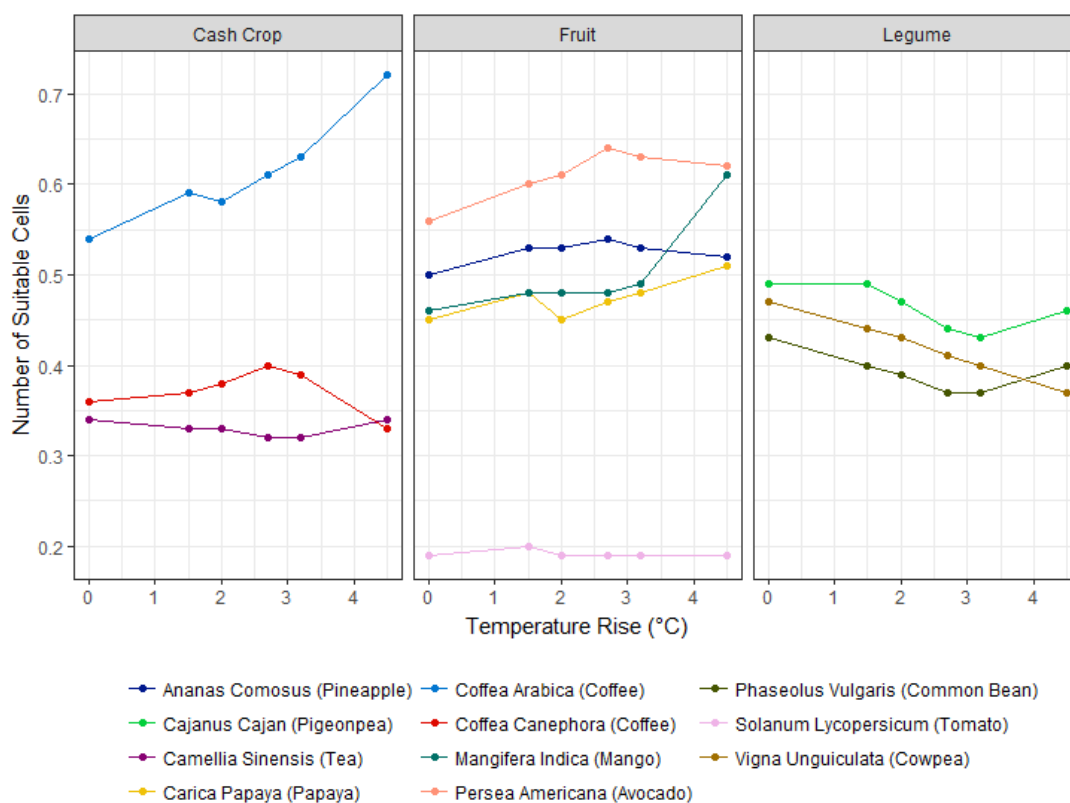 Cash Crop Fruit Legume
0.7
0.6
0.5
0.4
0.3
0.2
Number of Suitable Cells
0 1 2 3 4 0 1 2 3 4 0 1 2 3 4
Temperature Rise (°C)
Ananas Comosus (Pineapple) Coffea Arabica (Coffee) Phaseolus Vulgaris (Common Bean)
Cajanus Cajan (Pigeonpea) Coffea Canephora (Coffee) Solanum Lycopersicum (Tomato)
Camellia Sinensis (Tea) Mangifera Indica (Mango) Vigna Unguiculata (Cowpea)
Carica Papaya (Papaya) Persea Americana (Avocado)